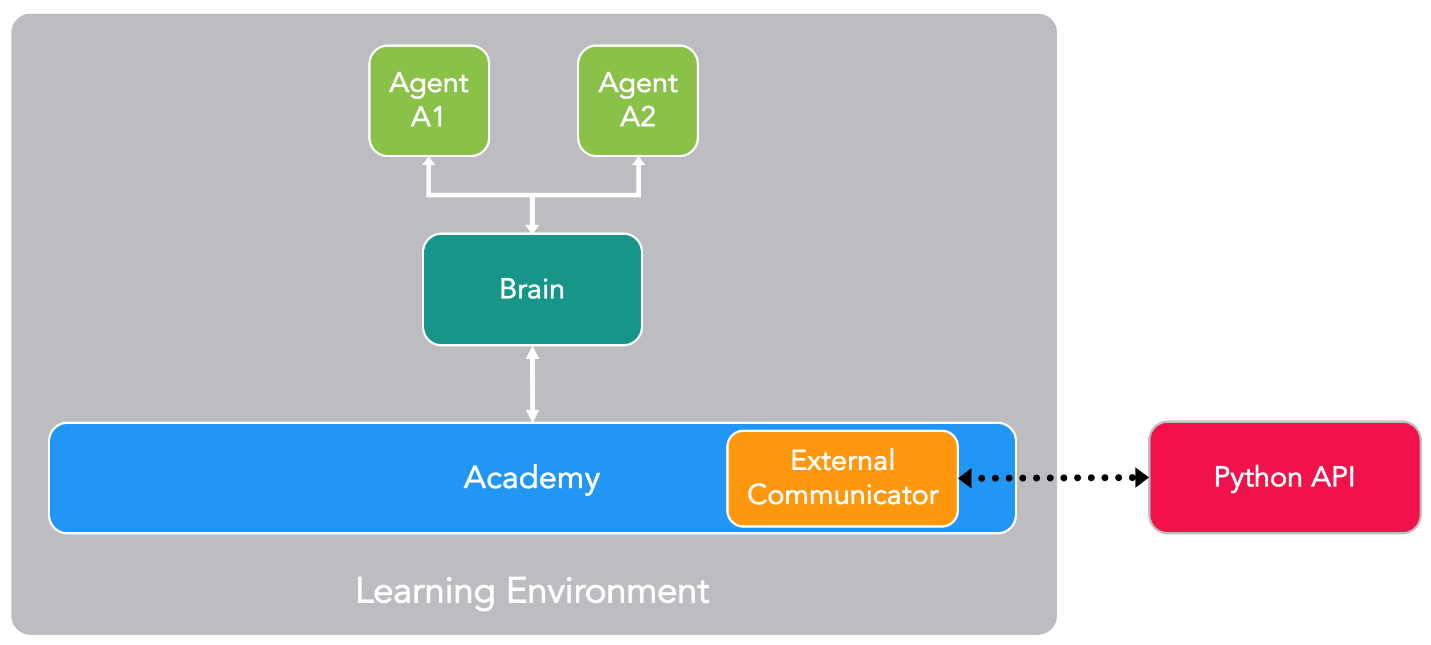 Agent
A1
Agent
A2
Brain
Academy
External
Communicator
Python API
Learning Environment